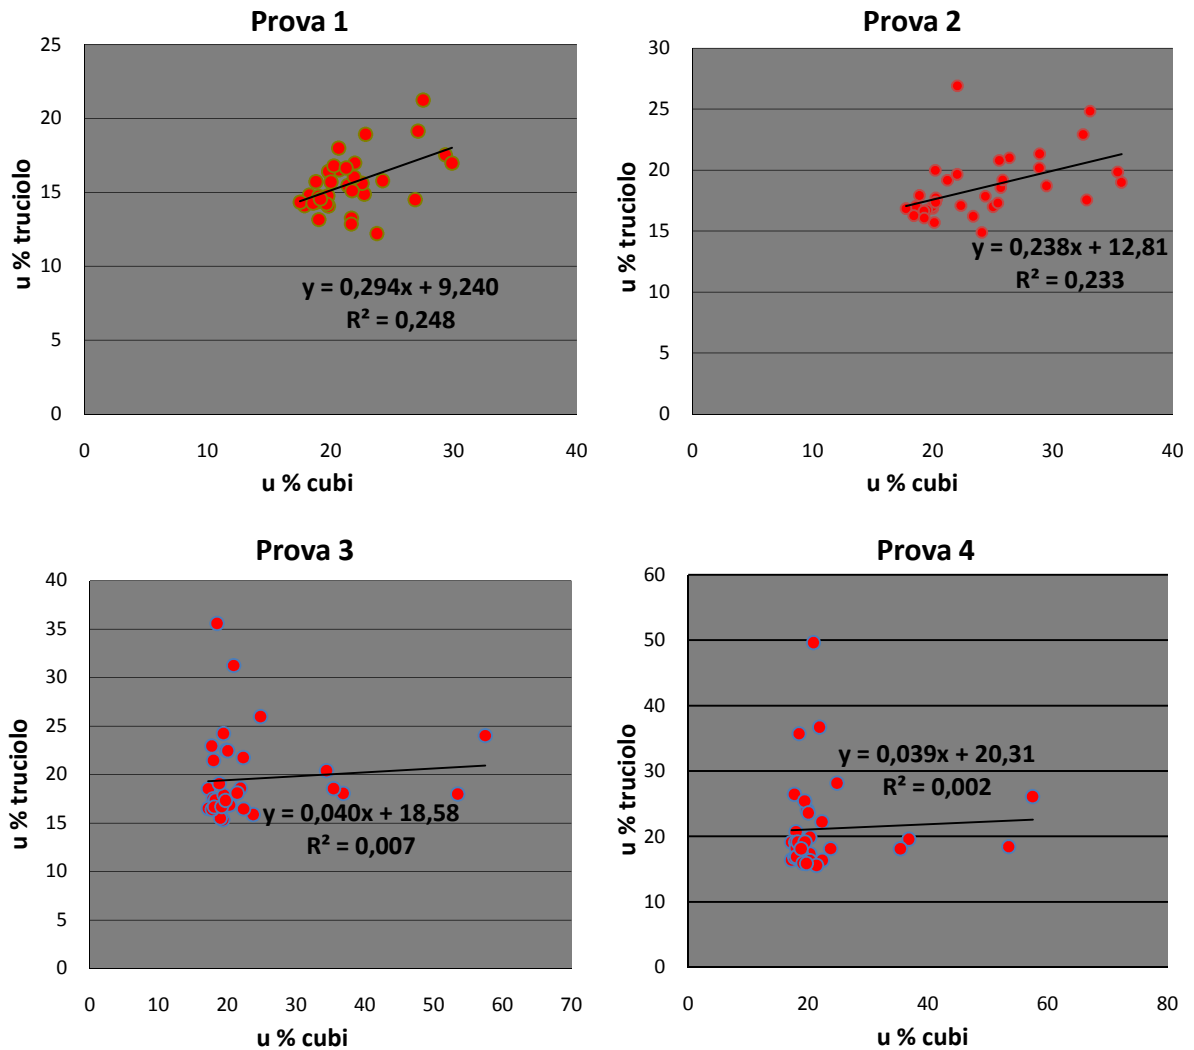 Prova 1
25
20
15
10
5
0
0 10 20 30 40
u % truciolo
u % cubi
y = 0,294x + 9,240
R² = 0,248
Prova 2
30
25
20
15
10
5
0
0 10 20 30 40
u % truciolo
u % cubi
y = 0,238x + 12,81
R² = 0,233
Prova 3
40
35
30
25
20
15
10
5
0
0 10 20 30 40 50 60 70
u % truciolo
u % cubi
y = 0,040x + 18,58
R² = 0,007
Prova 4
60
50
40
30
20
10
0
0 20 40 60 80
u % truciolo
u % cubi
y = 0,039x + 20,31
R² = 0,002